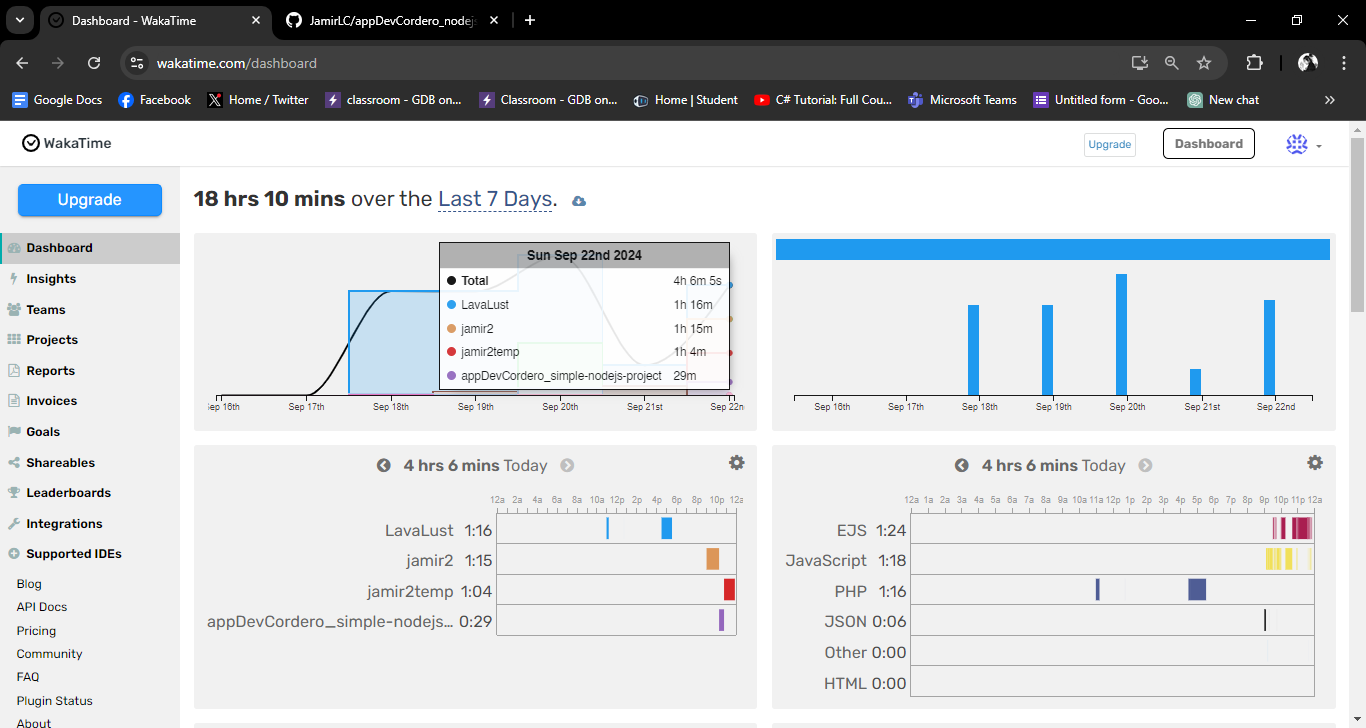 Dashboard - WakaTime
JamirLC/appDevCordero_nodejs
wakatime.com/dashboard
Google Docs
Facebook
Home / Twitter
classroom - GDB on...
Classroom - GDB on...
Home | Student
C# Tutorial: Full Cou...
Microsoft Teams
Untitled form - Goo...
New chat
WakaTime
Upgrade
Dashboard
Upgrade
Dashboard
Insights
Teams
Projects
Reports
Invoices
Goals
Shareables
Leaderboards
Integrations
Supported IDEs
Blog
API Docs
Pricing
Community
FAQ
Plugin Status
About
18 hrs 10 mins over the Last 7 Days.
Sun Sep 22nd 2024
Total 4h 6m 5s
LavaLust 1h 16m
jamir2 1h 15m
jamir2temp 1h 4m
appDevCordero_simple-nodejs-project 29m
ep 16th Sep 17th Sep 18th Sep 19th Sep 20th Sep 21st Sep 22n
Sep 16th Sep 17th Sep 18th Sep 19th Sep 20th Sep 21st Sep 22nd
4 hrs 6 mins Today
12a 2a 4a 6a 8a 10a 12p 2p 4p 6p 8p 10p 12a
LavaLust 1:16
jamir2 1:15
jamir2temp 1:04
appDevCordero_simple-nodejs... 0:29
4 hrs 6 mins Today
12a 1a 2a 3a 4a 5a 6a 7a 8a 9a 10a 11a 12p 1p 2p 3p 4p 5p 6p 7p 8p 9p 10p 11p 12a
EJS 1:24
JavaScript 1:18
PHP 1:16
JSON 0:06
Other 0:00
HTML 0:00